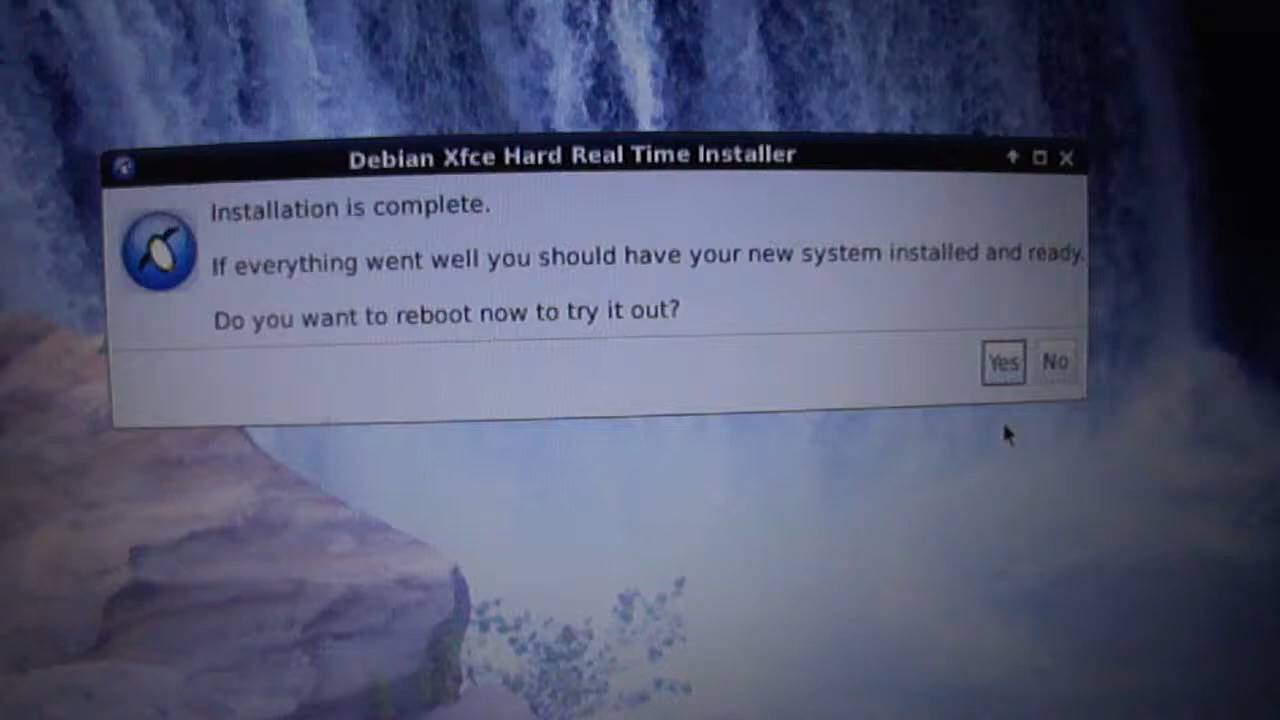 Debian Xfce Hard Real Time Installer
Installation is complete.
If everything went well you should have your new system installed and ready.
Do you want to reboot now to try it out?
Yes No